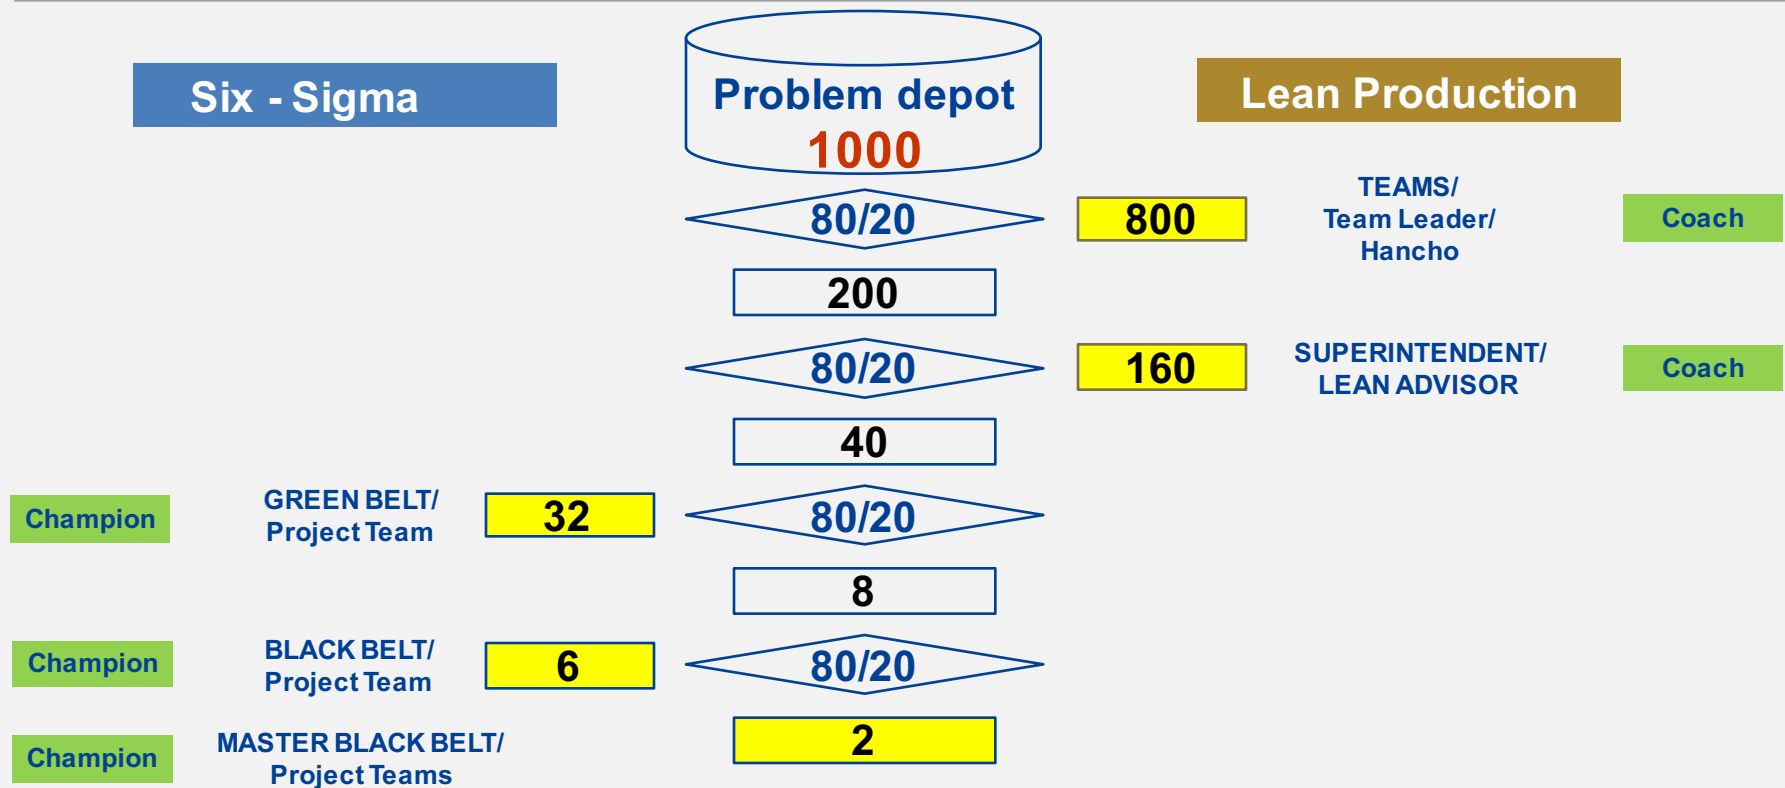 Six - Sigma
Problem depot
1000
Lean Production
80/20
800
TEAMS/
Team Leader/
Hancho
Coach
200
80/20
160
SUPERINTENDENT/
LEAN ADVISOR
Coach
40
Champion
GREEN BELT/
Project Team
32
80/20
8
Champion
BLACK BELT/
Project Team
6
80/20
Champion
MASTER BLACK BELT/
Project Teams
2